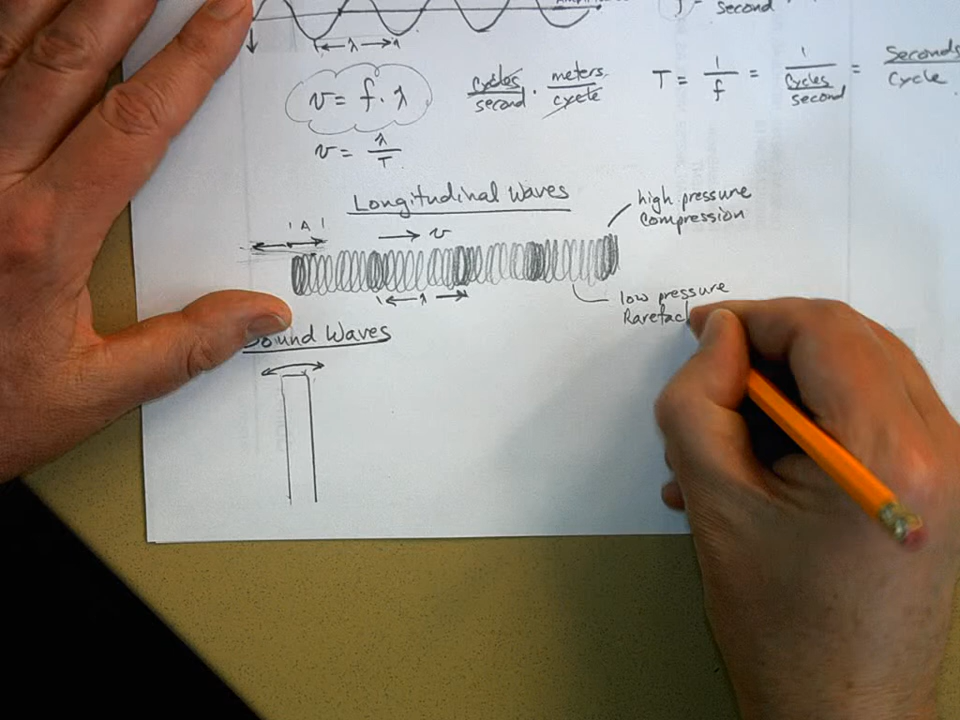 second
λ
v = f · λ
cycles/second · meters/cycle
T = 1/f = 1/(cycles/second) = seconds/cycle
v = λ/T
Longitudinal Waves
high pressure
Compression
A
v
λ
low pressure
Rarefac
Sound Waves